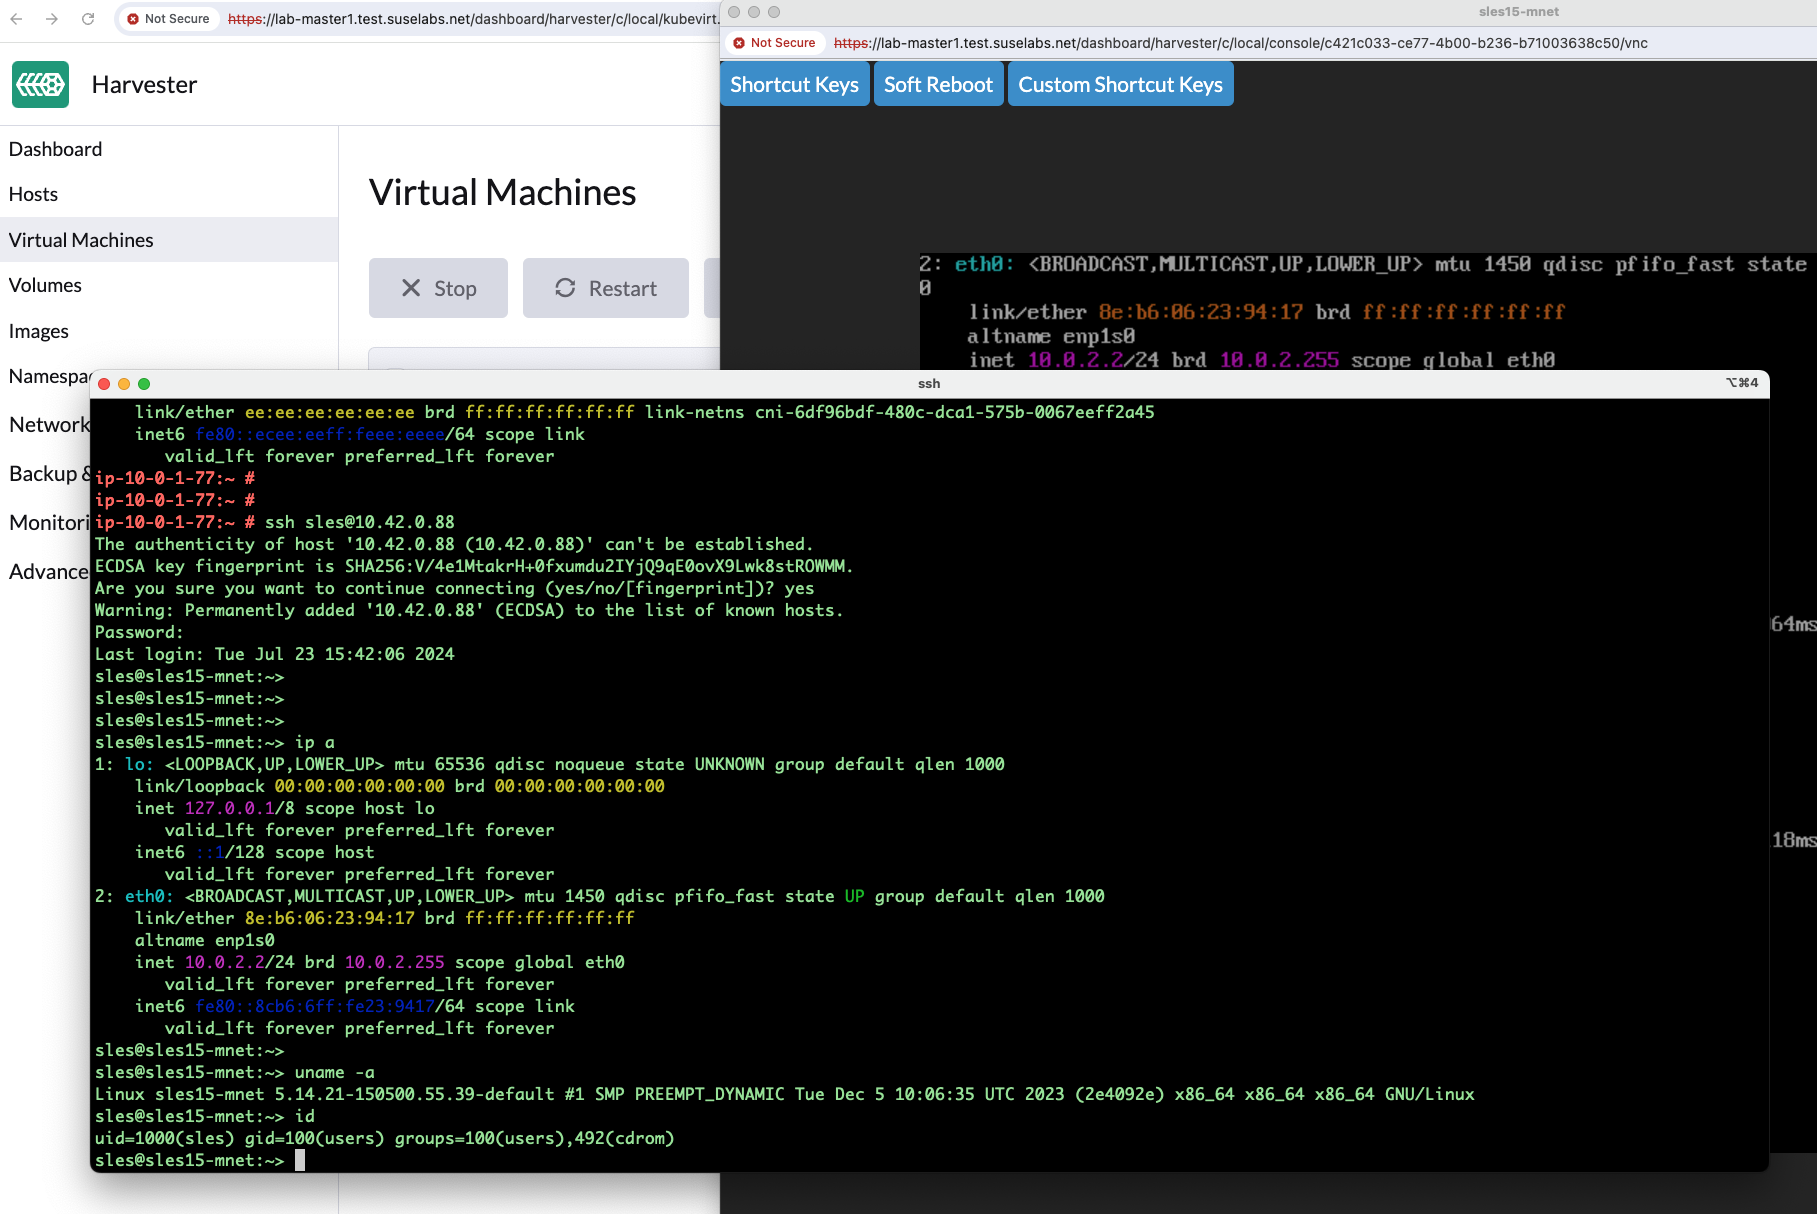 Not Secure https://lab-master1.test.suselabs.net/dashboard/harvester/c/local/kubevirt.
Harvester
Dashboard
Hosts
Virtual Machines
Volumes
Images
Namespac
Network
Backup &
Monitori
Advance
Virtual Machines
Stop
Restart
sles15-mnet
Not Secure https://lab-master1.test.suselabs.net/dashboard/harvester/c/local/console/c421c033-ce77-4b00-b236-b71003638c50/vnc
Shortcut Keys
Soft Reboot
Custom Shortcut Keys
2: eth0: <BROADCAST,MULTICAST,UP,LOWER_UP> mtu 1450 qdisc pfifo_fast state
0
link/ether 8e:b6:06:23:94:17 brd ff:ff:ff:ff:ff:ff
altname enp1s0
inet 10.0.2.2/24 brd 10.0.2.255 scope global eth0
64ms
18ms
ssh
⌥⌘4
link/ether ee:ee:ee:ee:ee:ee brd ff:ff:ff:ff:ff:ff link-netns cni-6df96bdf-480c-dca1-575b-0067eeff2a45
inet6 fe80::ecee:eeff:feee:eeee/64 scope link
valid_lft forever preferred_lft forever
ip-10-0-1-77:~ #
ip-10-0-1-77:~ #
ip-10-0-1-77:~ # ssh sles@10.42.0.88
The authenticity of host '10.42.0.88 (10.42.0.88)' can't be established.
ECDSA key fingerprint is SHA256:V/4e1MtakrH+0fxumdu2IYjQ9qE0ovX9Lwk8stROWMM.
Are you sure you want to continue connecting (yes/no/[fingerprint])? yes
Warning: Permanently added '10.42.0.88' (ECDSA) to the list of known hosts.
Password:
Last login: Tue Jul 23 15:42:06 2024
sles@sles15-mnet:~>
sles@sles15-mnet:~>
sles@sles15-mnet:~>
sles@sles15-mnet:~> ip a
1: lo: <LOOPBACK,UP,LOWER_UP> mtu 65536 qdisc noqueue state UNKNOWN group default qlen 1000
link/loopback 00:00:00:00:00:00 brd 00:00:00:00:00:00
inet 127.0.0.1/8 scope host lo
valid_lft forever preferred_lft forever
inet6 ::1/128 scope host
valid_lft forever preferred_lft forever
2: eth0: <BROADCAST,MULTICAST,UP,LOWER_UP> mtu 1450 qdisc pfifo_fast state UP group default qlen 1000
link/ether 8e:b6:06:23:94:17 brd ff:ff:ff:ff:ff:ff
altname enp1s0
inet 10.0.2.2/24 brd 10.0.2.255 scope global eth0
valid_lft forever preferred_lft forever
inet6 fe80::8cb6:6ff:fe23:9417/64 scope link
valid_lft forever preferred_lft forever
sles@sles15-mnet:~>
sles@sles15-mnet:~> uname -a
Linux sles15-mnet 5.14.21-150500.55.39-default #1 SMP PREEMPT_DYNAMIC Tue Dec 5 10:06:35 UTC 2023 (2e4092e) x86_64 x86_64 x86_64 GNU/Linux
sles@sles15-mnet:~> id
uid=1000(sles) gid=100(users) groups=100(users),492(cdrom)
sles@sles15-mnet:~>